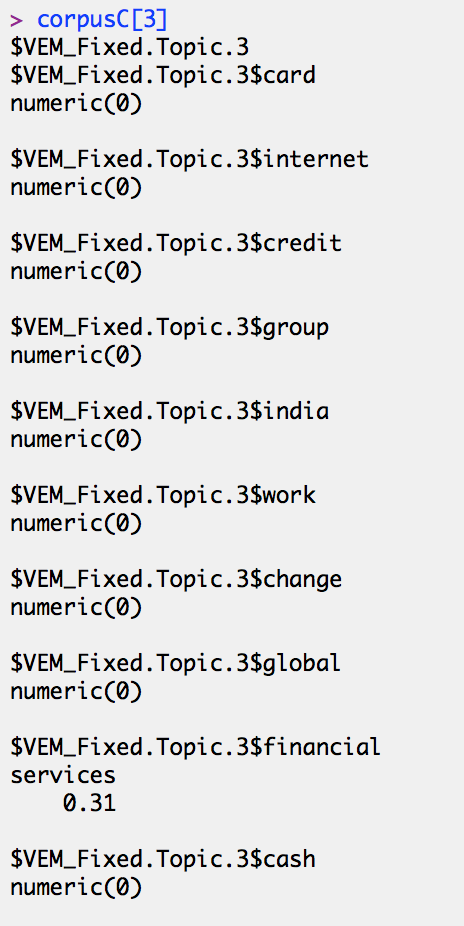 > corpusC[3]
$VEM_Fixed.Topic.3
$VEM_Fixed.Topic.3$card
numeric(0)

$VEM_Fixed.Topic.3$internet
numeric(0)

$VEM_Fixed.Topic.3$credit
numeric(0)

$VEM_Fixed.Topic.3$group
numeric(0)

$VEM_Fixed.Topic.3$india
numeric(0)

$VEM_Fixed.Topic.3$work
numeric(0)

$VEM_Fixed.Topic.3$change
numeric(0)

$VEM_Fixed.Topic.3$global
numeric(0)

$VEM_Fixed.Topic.3$financial
services
    0.31

$VEM_Fixed.Topic.3$cash
numeric(0)